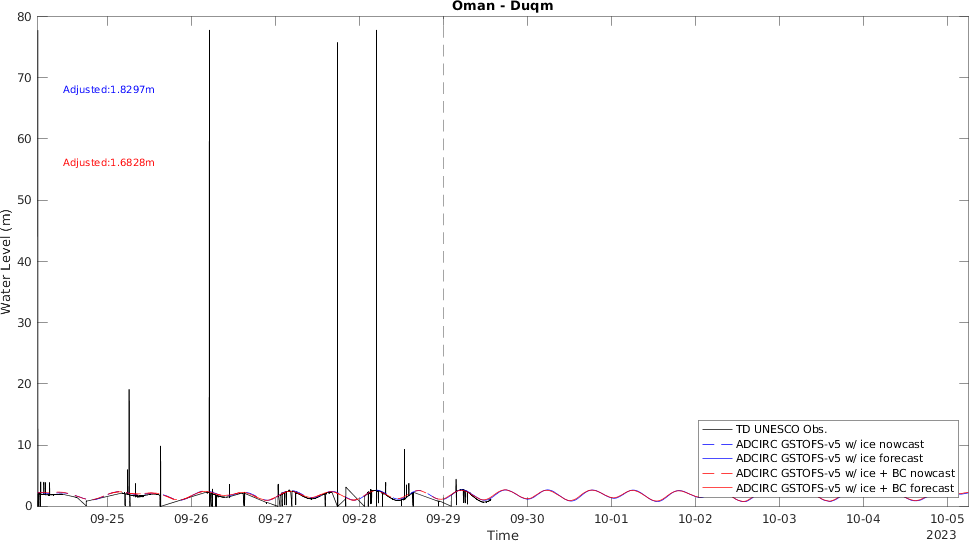 Oman - Duqm
80
70
60
50
40
30
20
10
0
Water Level (m)
Adjusted:1.8297m
Adjusted:1.6828m
TD UNESCO Obs.
ADCIRC GSTOFS-v5 w/ ice nowcast
ADCIRC GSTOFS-v5 w/ ice forecast
ADCIRC GSTOFS-v5 w/ ice + BC nowcast
ADCIRC GSTOFS-v5 w/ ice + BC forecast
09-25 09-26 09-27 09-28 09-29 09-30 10-01 10-02 10-03 10-04 10-05
Time
2023